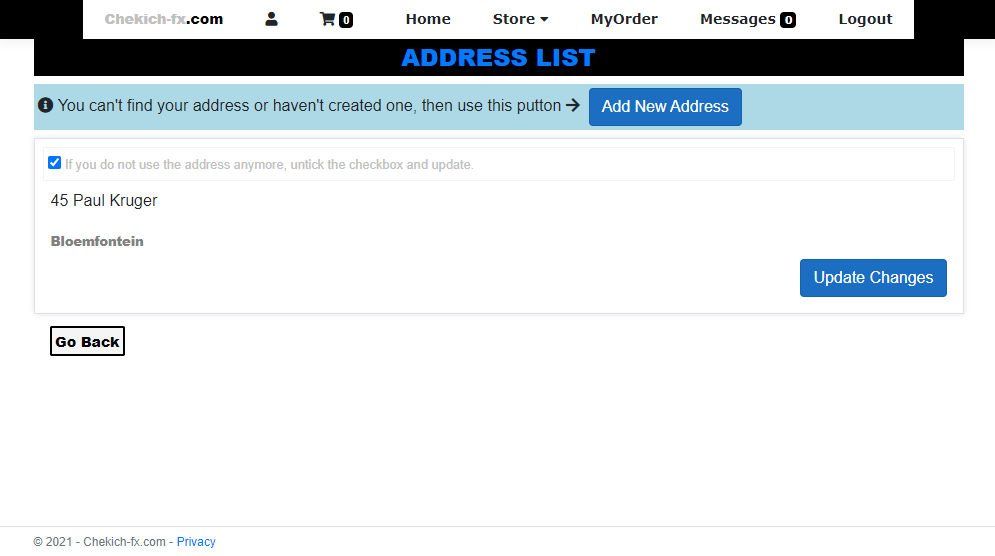 Chekich-fx.com 0 Home Store MyOrder Messages 0 Logout
ADDRESS LIST
You can't find your address or haven't created one, then use this putton Add New Address
If you do not use the address anymore, untick the checkbox and update.
45 Paul Kruger
Bloemfontein
Update Changes
Go Back
© 2021 - Chekich-fx.com - Privacy